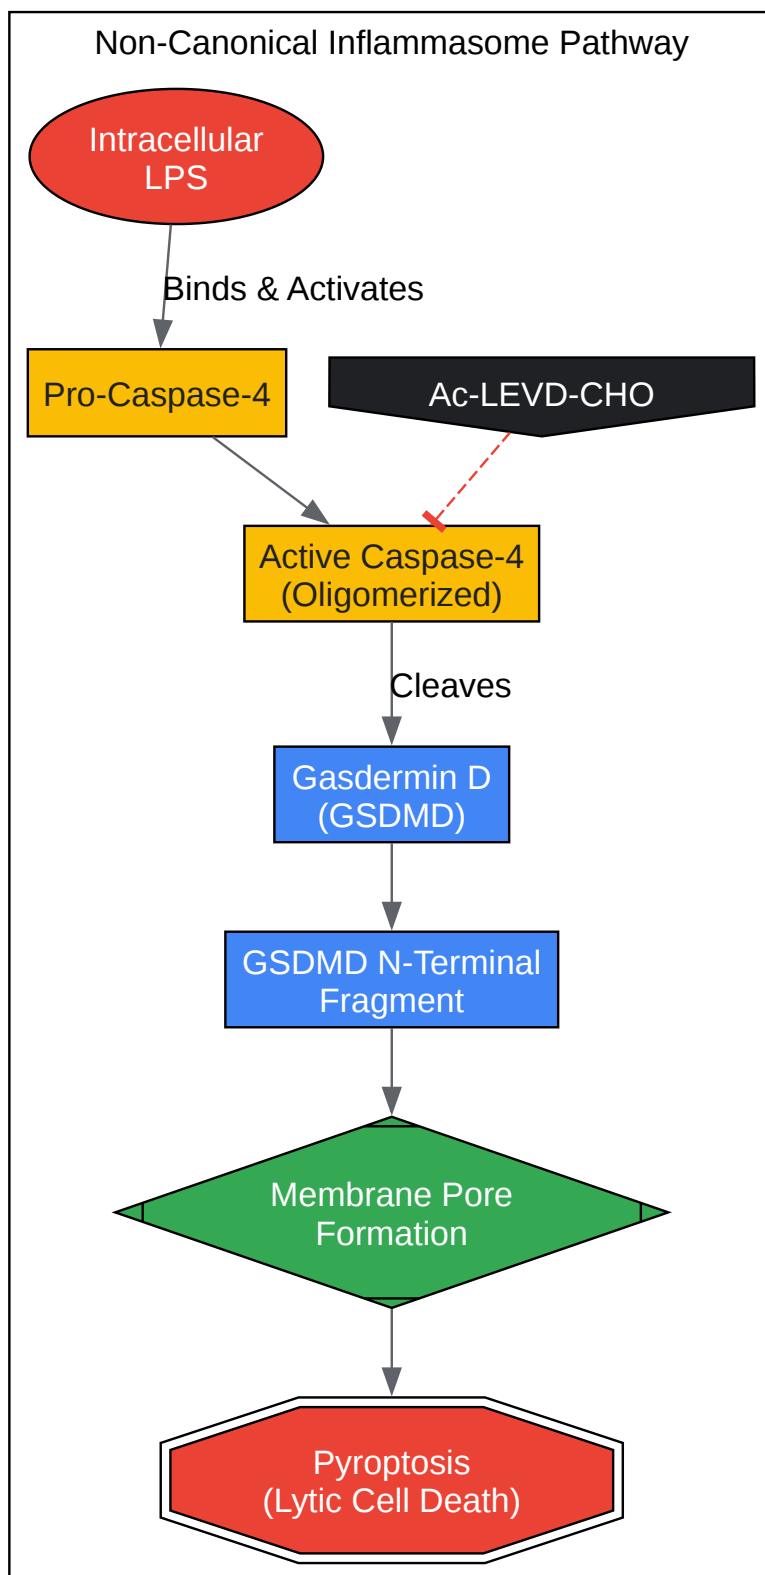 Non-Canonical Inflammasome Pathway
Intracellular
LPS
Binds & Activates
Pro-Caspase-4
Ac-LEVD-CHO
Active Caspase-4
(Oligomerized)
Cleaves
Gasdermin D
(GSDMD)
GSDMD N-Terminal
Fragment
Membrane Pore
Formation
Pyroptosis
(Lytic Cell Death)